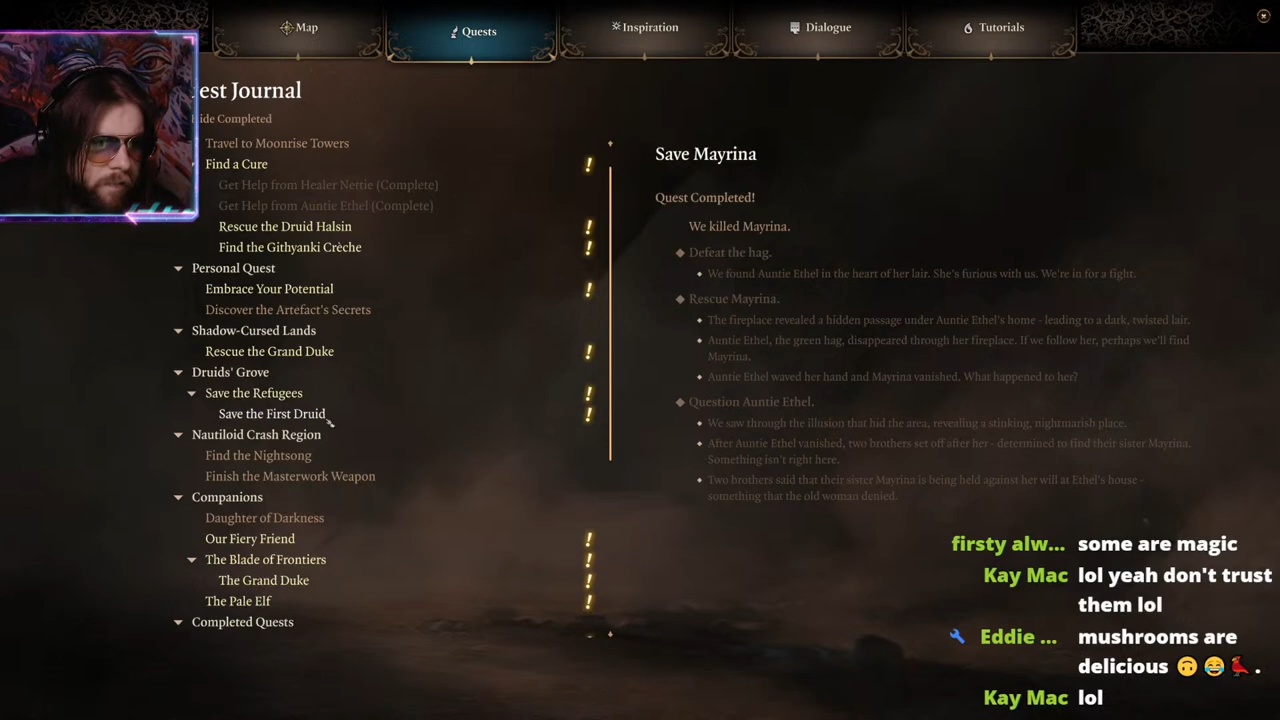 Map
Quests
Inspiration
Dialogue
Tutorials
est Journal
ide Completed
Travel to Moonrise Towers
Find a Cure
Get Help from Healer Nettie (Complete)
Get Help from Auntie Ethel (Complete)
Rescue the Druid Halsin
Find the Githyanki Crèche
Personal Quest
Embrace Your Potential
Discover the Artefact's Secrets
Shadow-Cursed Lands
Rescue the Grand Duke
Druids' Grove
Save the Refugees
Save the First Druid
Nautiloid Crash Region
Find the Nightsong
Finish the Masterwork Weapon
Companions
Daughter of Darkness
Our Fiery Friend
The Blade of Frontiers
The Grand Duke
The Pale Elf
Completed Quests
Save Mayrina
Quest Completed!
We killed Mayrina.
Defeat the hag.
We found Auntie Ethel in the heart of her lair. She's furious with us. We're in for a fight.
Rescue Mayrina.
The fireplace revealed a hidden passage under Auntie Ethel's home - leading to a dark, twisted lair.
Auntie Ethel, the green hag, disappeared through her fireplace. If we follow her, perhaps we'll find
Mayrina.
Auntie Ethel waved her hand and Mayrina vanished. What happened to her?
Question Auntie Ethel.
We saw through the illusion that hid the area, revealing a stinking, nightmarish place.
After Auntie Ethel vanished, two brothers set off after her - determined to find their sister Mayrina.
Something isn't right here.
Two brothers said that their sister Mayrina is being held against her will at Ethel's house -
something that the old woman denied.
firsty alw... some are magic
Kay Mac lol yeah don't trust
them lol
Eddie ... mushrooms are
delicious 🙃😂🐦 .
Kay Mac lol